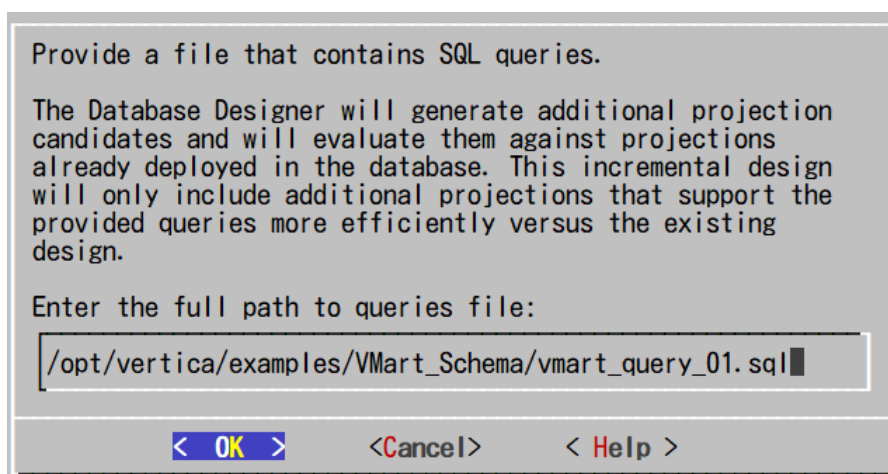 Provide a file that contains SQL queries.
The Database Designer will generate additional projection
candidates and will evaluate them against projections
already deployed in the database. This incremental design
will only include additional projections that support the
provided queries more efficiently versus the existing
design.
Enter the full path to queries file:
/opt/vertica/examples/VMart_Schema/vmart_query_01.sql
< OK > <Cancel> < Help >